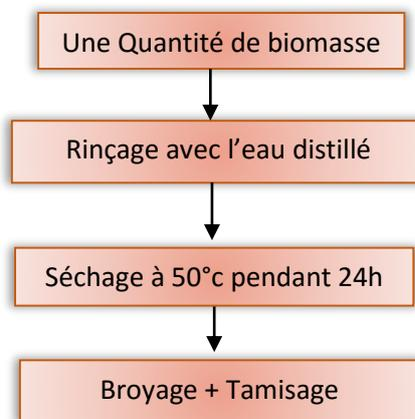 Une Quantité de biomasse
Rinçage avec l’eau distillé
Séchage à 50°c pendant 24h
Broyage + Tamisage